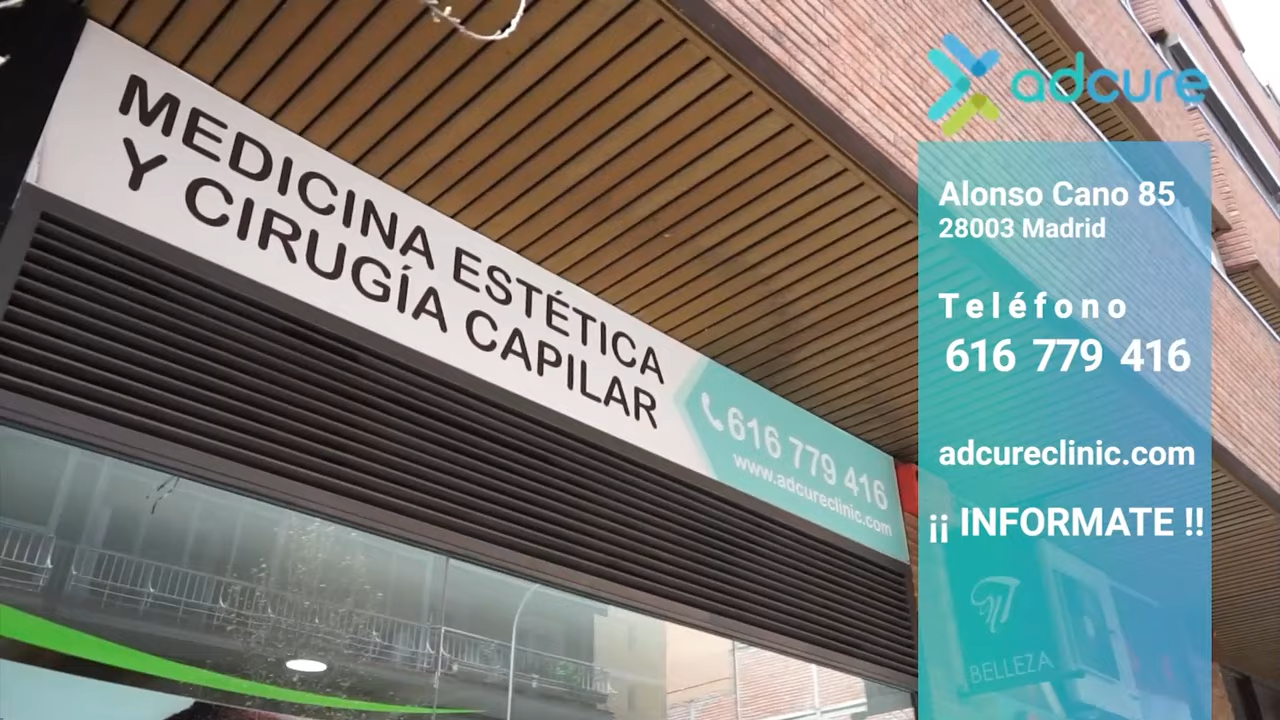 MEDICINA ESTÉTICA
Y CIRUGÍA CAPILAR
616 779 416
www.adcureclinic.com
adcure
Alonso Cano 85
28003 Madrid
Teléfono
616 779 416
adcureclinic.com
¡¡ INFORMATE !!
BELLEZA